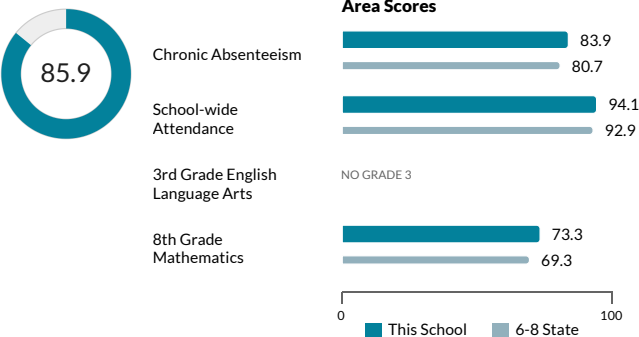 Area Scores
85.9
Chronic Absenteeism
83.9
80.7
School-wide
Attendance
94.1
92.9
3rd Grade English
Language Arts
NO GRADE 3
8th Grade
Mathematics
73.3
69.3
0
100
This School
6-8 State